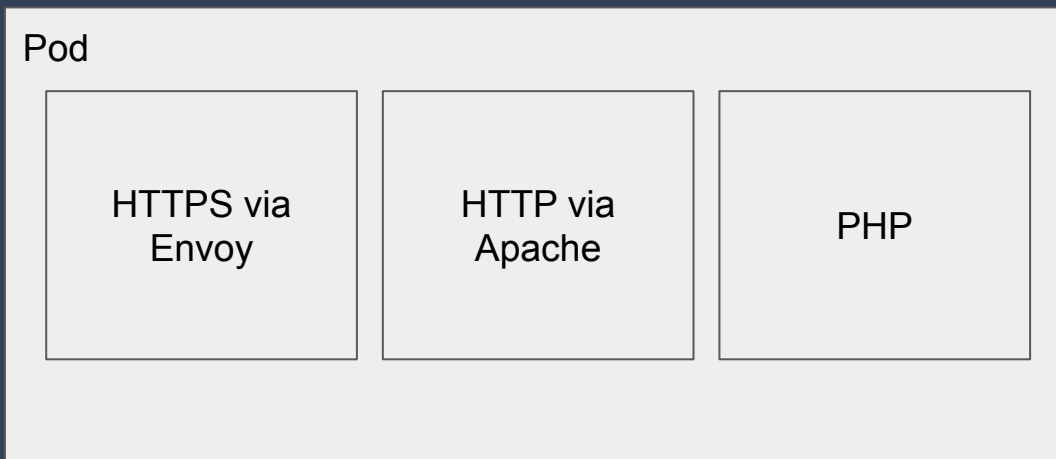 Pod
HTTPS via
Envoy
HTTP via
Apache
PHP